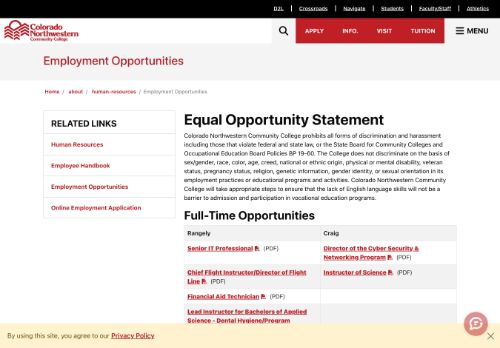 D2L
Crossroads
Navigate
Students
Faculty/Staff
Athletics
Colorado
Northwestern
Community College
APPLY
INFO.
VISIT
TUITION
MENU
Employment Opportunities
Home / about / human-resources / Employment Opportunities
RELATED LINKS
Human Resources
Employee Handbook
Employment Opportunities
Online Employment Application
Equal Opportunity Statement
Colorado Northwestern Community College prohibits all forms of discrimination and harassment
including those that violate federal and state law, or the State Board for Community Colleges and
Occupational Education Board Policies BP 19-60. The College does not discriminate on the basis of
sex/gender, race, color, age, creed, national or ethnic origin, physical or mental disability, veteran
status, pregnancy status, religion, genetic information, gender identity, or sexual orientation in its
employment practices or educational programs and activities. Colorado Northwestern Community
College will take appropriate steps to ensure that the lack of English language skills will not be a
barrier to admission and participation in vocational education programs.
Full-Time Opportunities
Rangely
Craig
Senior IT Professional (PDF)
Director of the Cyber Security &
Networking Program (PDF)
Chief Flight Instructor/Director of Flight
Line (PDF)
Instructor of Science (PDF)
Financial Aid Technician (PDF)
Lead Instructor for Bachelors of Applied
Science - Dental Hygiene/Program
By using this site, you agree to our Privacy Policy